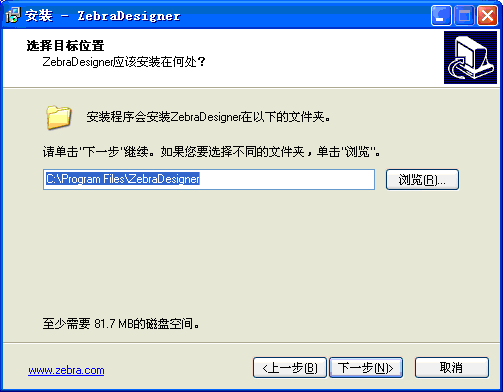 安装 - ZebraDesigner
选择目标位置
ZebraDesigner应该安装在何处？
安装程序会安装ZebraDesigner在以下的文件夹。
请单击"下一步"继续。如果您要选择不同的文件夹，单击"浏览"。
C:\Program Files\ZebraDesigner
浏览(R)...
至少需要 81.7 MB的磁盘空间。
www.zebra.com
<上一步(B)
下一步(N)>
取消